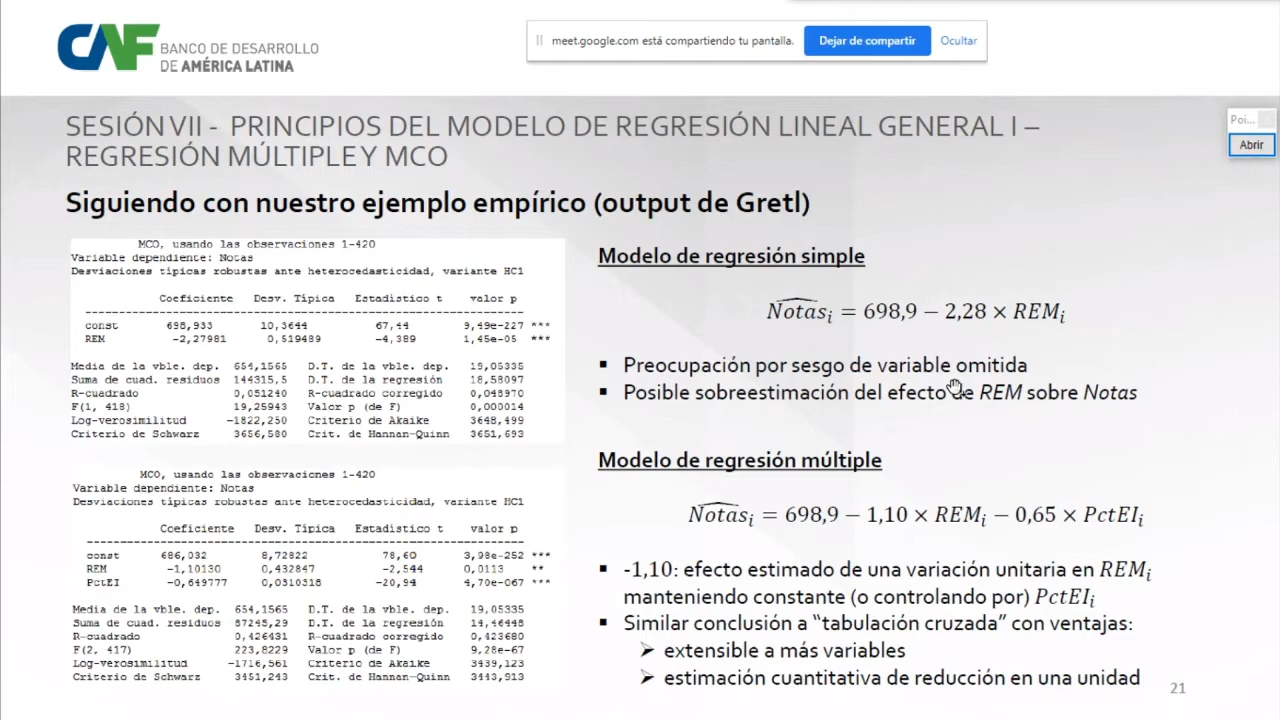 CAF BANCO DE DESARROLLO
DE AMÉRICA LATINA
meet.google.com está compartiendo tu pantalla. Dejar de compartir Ocultar
Poi...
Abrir
SESIÓN VII - PRINCIPIOS DEL MODELO DE REGRESIÓN LINEAL GENERAL I –
REGRESIÓN MÚLTIPLE Y MCO
Siguiendo con nuestro ejemplo empírico (output de Gretl)
MCO, usando las observaciones 1-420
Variable dependiente: Notas
Desviaciones típicas robustas ante heterocedasticidad, variante HC1
Coeficiente Desv. Típica Estadístico t valor p
const 698,933 10,3644 67,44 9,49e-227 ***
REM -2,27981 0,519489 -4,389 1,45e-05 ***
Media de la vble. dep. 654,1565 D.T. de la vble. dep. 19,05335
Suma de cuad. residuos 144315,5 D.T. de la regresión 18,58097
R-cuadrado 0,051240 R-cuadrado corregido 0,048970
F(1, 418) 19,25943 Valor p (de F) 0,000014
Log-verosimilitud -1822,250 Criterio de Akaike 3648,499
Criterio de Schwarz 3656,580 Crit. de Hannan-Quinn 3651,693
MCO, usando las observaciones 1-420
Variable dependiente: Notas
Desviaciones típicas robustas ante heterocedasticidad, variante HC1
Coeficiente Desv. Típica Estadístico t valor p
const 686,032 8,72822 78,60 3,98e-252 ***
REM -1,10130 0,432847 -2,544 0,0113 **
PctEI -0,649777 0,0310318 -20,94 4,70e-067 ***
Media de la vble. dep. 654,1565 D.T. de la vble. dep. 19,05335
Suma de cuad. residuos 87245,29 D.T. de la regresión 14,46448
R-cuadrado 0,426431 R-cuadrado corregido 0,423680
F(2, 417) 223,8229 Valor p (de F) 9,28e-67
Log-verosimilitud -1716,561 Criterio de Akaike 3439,123
Criterio de Schwarz 3451,243 Crit. de Hannan-Quinn 3443,913
Modelo de regresión simple
Notasᵢ = 698,9 − 2,28 × REMᵢ
▪ Preocupación por sesgo de variable omitida
▪ Posible sobreestimación del efecto de REM sobre Notas
Modelo de regresión múltiple
Notasᵢ = 698,9 − 1,10 × REMᵢ − 0,65 × PctEIᵢ
▪ -1,10: efecto estimado de una variación unitaria en REMᵢ
manteniendo constante (o controlando por) PctEIᵢ
▪ Similar conclusión a “tabulación cruzada” con ventajas:
➢ extensible a más variables
➢ estimación cuantitativa de reducción en una unidad
21